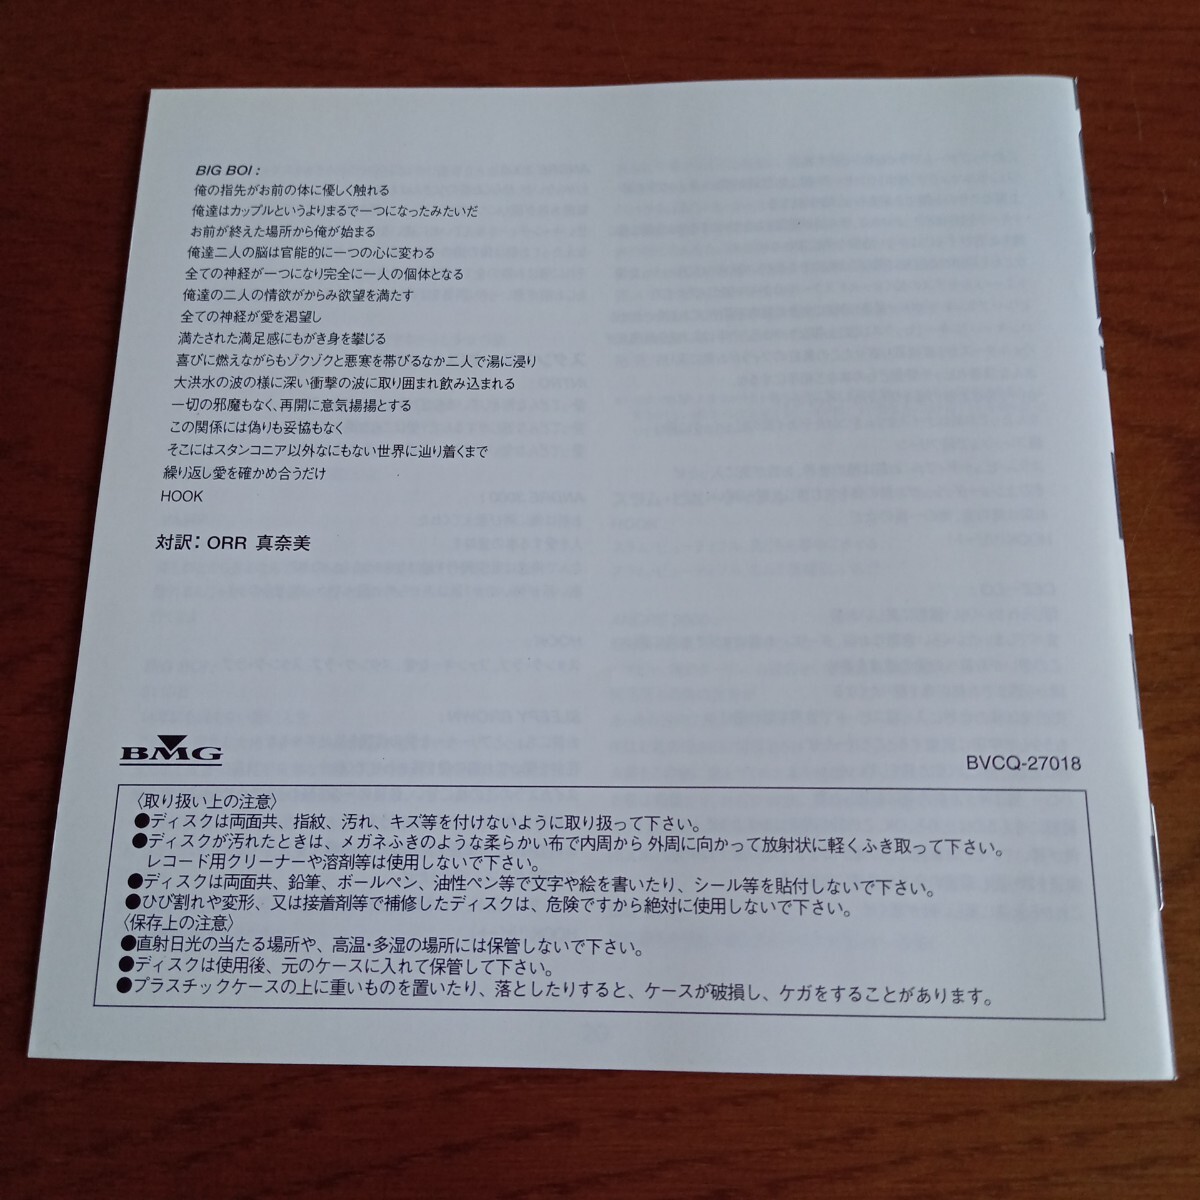 BIG BOI :
俺の指先がお前の体に優しく触れる
俺達はカップルというよりまるで一つになったみたいだ
お前が終えた場所から俺が始まる
俺達二人の脳は官能的に一つの心に変わる
全ての神経が一つになり完全に一人の個体となる
俺達の二人の情欲がからみ欲望を満たす
全ての神経が愛を渇望し
満たされた満足感にもがき身を攀じる
喜びに燃えながらもゾクゾクと悪寒を帯びるなか二人で湯に浸り
大洪水の波の様に深い衝撃の波に取り囲まれ飲み込まれる
一切の邪魔もなく、再開に意気揚揚とする
この関係には偽りも妥協もなく
そこにはスタンコニア以外なにもない世界に辿り着くまで
繰り返し愛を確かめ合うだけ
HOOK
対訳：ORR 真奈美
BMG
BVCQ-27018
〈取り扱い上の注意〉
●ディスクは両面共、指紋、汚れ、キズ等を付けないように取り扱って下さい。
●ディスクが汚れたときは、メガネふきのような柔らかい布で内周から外周に向かって放射状に軽くふき取って下さい。
レコード用クリーナーや溶剤等は使用しないで下さい。
●ディスクは両面共、鉛筆、ボールペン、油性ペン等で文字や絵を書いたり、シール等を貼付しないで下さい。
●ひび割れや変形、又は接着剤等で補修したディスクは、危険ですから絶対に使用しないで下さい。
〈保存上の注意〉
●直射日光の当たる場所や、高温・多湿の場所には保管しないで下さい。
●ディスクは使用後、元のケースに入れて保管して下さい。
●プラスチックケースの上に重いものを置いたり、落としたりすると、ケースが破損し、ケガをすることがあります。